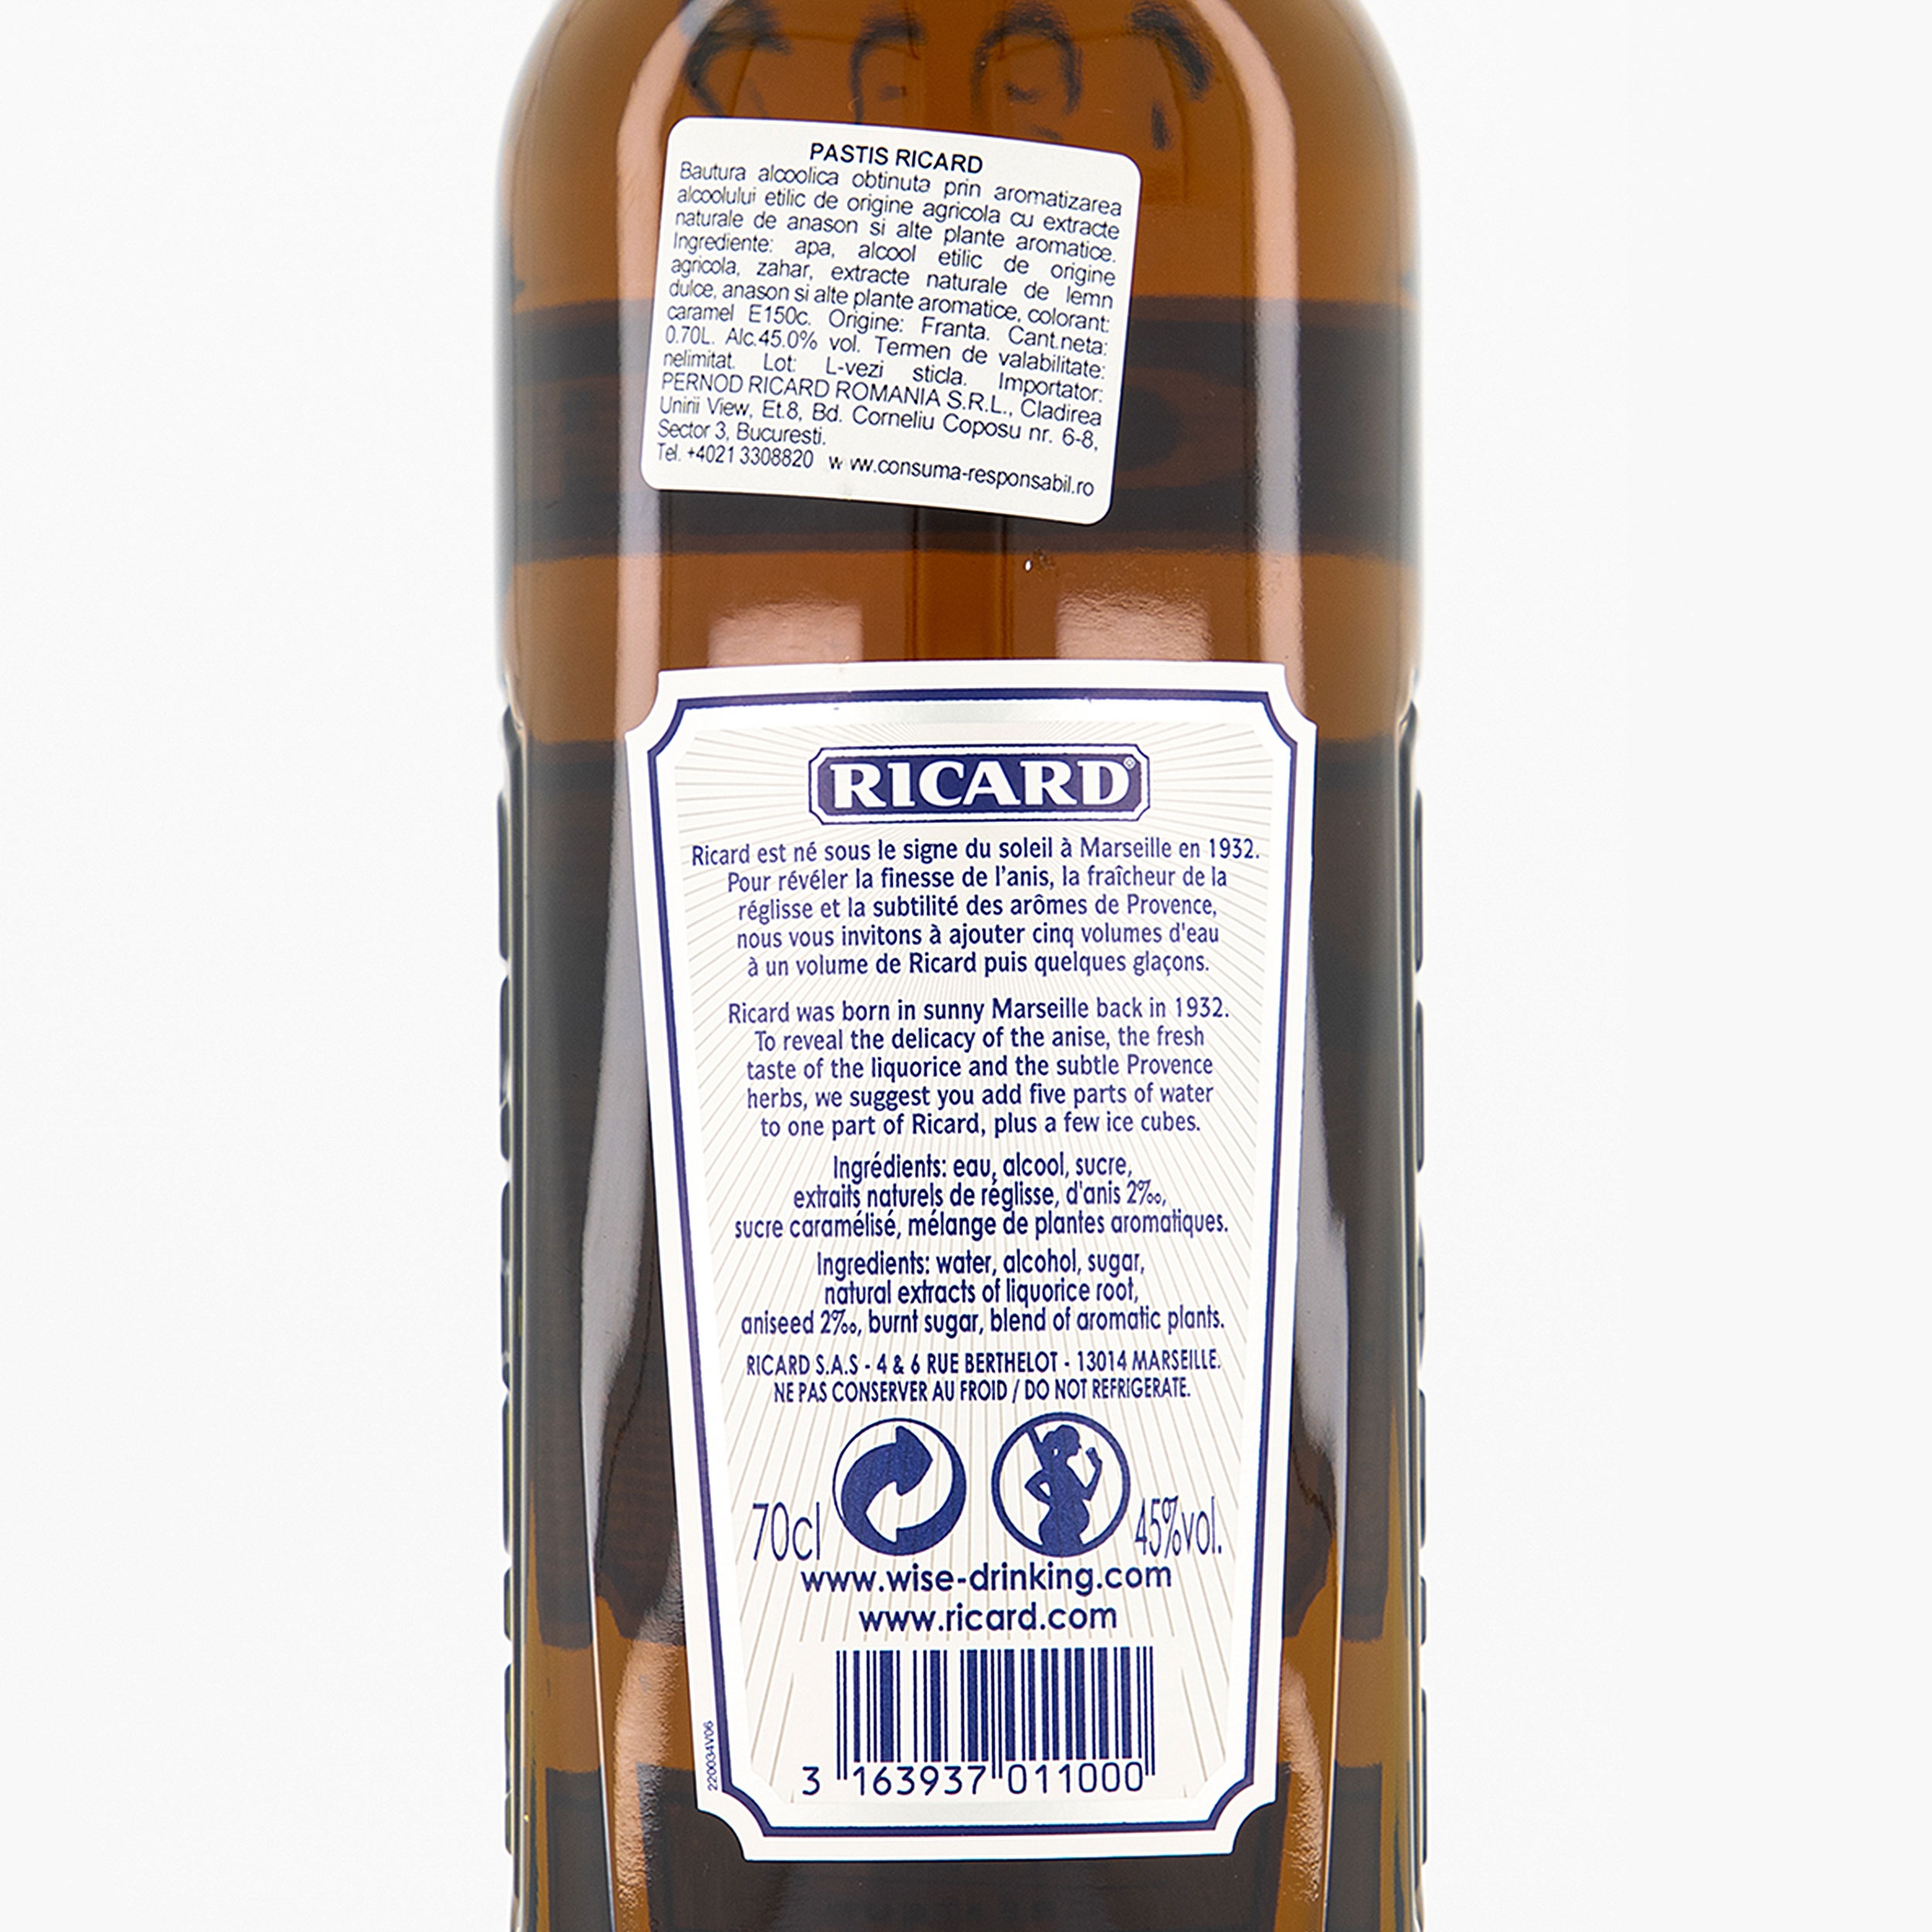 PASTIS RICARD
Bautura alcoolica obtinuta prin aromatizarea
alcoolului etilic de origine agricola cu extracte
naturale de anason si alte plante aromatice.
Ingrediente: apa, alcool etilic de origine
agricola, zahar, extracte naturale de lemn
dulce, anason si alte plante aromatice, colorant:
caramel E150c. Origine: Franta. Cant.neta:
0.70L. Alc.45.0% vol. Termen de valabilitate:
nelimitat. Lot: L-vezi sticla. Importator:
PERNOD RICARD ROMANIA S.R.L., Cladirea
Unirii View, Et.8, Bd. Corneliu Coposu nr. 6-8,
Sector 3, Bucuresti.
Tel. +4021 3308820 www.consuma-responsabil.ro
RICARD®
Ricard est né sous le signe du soleil à Marseille en 1932.
Pour révéler la finesse de l'anis, la fraîcheur de la
réglisse et la subtilité des arômes de Provence,
nous vous invitons à ajouter cinq volumes d'eau
à un volume de Ricard puis quelques glaçons.
Ricard was born in sunny Marseille back in 1932.
To reveal the delicacy of the anise, the fresh
taste of the liquorice and the subtle Provence
herbs, we suggest you add five parts of water
to one part of Ricard, plus a few ice cubes.
Ingrédients: eau, alcool, sucre,
extraits naturels de réglisse, d'anis 2‰,
sucre caramélisé, mélange de plantes aromatiques.
Ingredients: water, alcohol, sugar,
natural extracts of liquorice root,
aniseed 2‰, burnt sugar, blend of aromatic plants.
RICARD S.A.S - 4 & 6 RUE BERTHELOT - 13014 MARSEILLE.
NE PAS CONSERVER AU FROID / DO NOT REFRIGERATE.
70cl 45%vol.
www.wise-drinking.com
www.ricard.com
220034V06
3 163937 011000